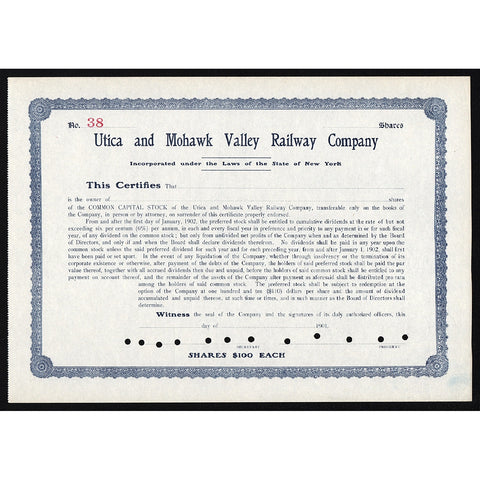 No. 38 Shares
Utica and Mohawk Valley Railway Company
Incorporated under the Laws of the State of New York
This Certifies That
is the owner of shares
of the COMMON CAPITAL STOCK of the Utica and Mohawk Valley Railway Company, transferable only on the books
of the Company, in person or by attorney, on surrender of this certificate properly endorsed.
From and after the first day of January, 1902, the preferred stock shall be entitled to cumulative dividends at the rate of but not
exceeding six per centum (6%) per annum, in each and every fiscal year in preference and priority to any payment in or for such fiscal
year, of any dividend on the common stock; but only from undivided net profits of the Company when and as determined by the Board
of Directors, and only if and when the Board shall declare dividends therefrom. No dividends shall be paid in any year upon the
common stock unless the said preferred dividend for such year and for each preceding year, from and after January 1, 1902, shall first
have been paid or set apart. In the event of any liquidation of the Company, whether through insolvency or the termination of its
corporate existence or otherwise, after payment of the debts of the Company, the holders of said preferred stock shall be paid the par
value thereof, together with all accrued dividends then due and unpaid, before the holders of said common stock shall be entitled to any
payment on account thereof, and the remainder of the assets of the Company after such payment shall be distributed pro rata
among the holders of said common stock. The preferred stock shall be subject to redemption at the
option of the Company at one hundred and ten ($110) dollars per share and the amount of dividend
accumulated and unpaid thereon, at such time or times, and in such manner as the Board of Directors shall
determine.
Witness the seal of the Company and the signatures of its duly authorized officers, this
day of 1901.
SECRETARY PRESIDENT
SHARES $100 EACH